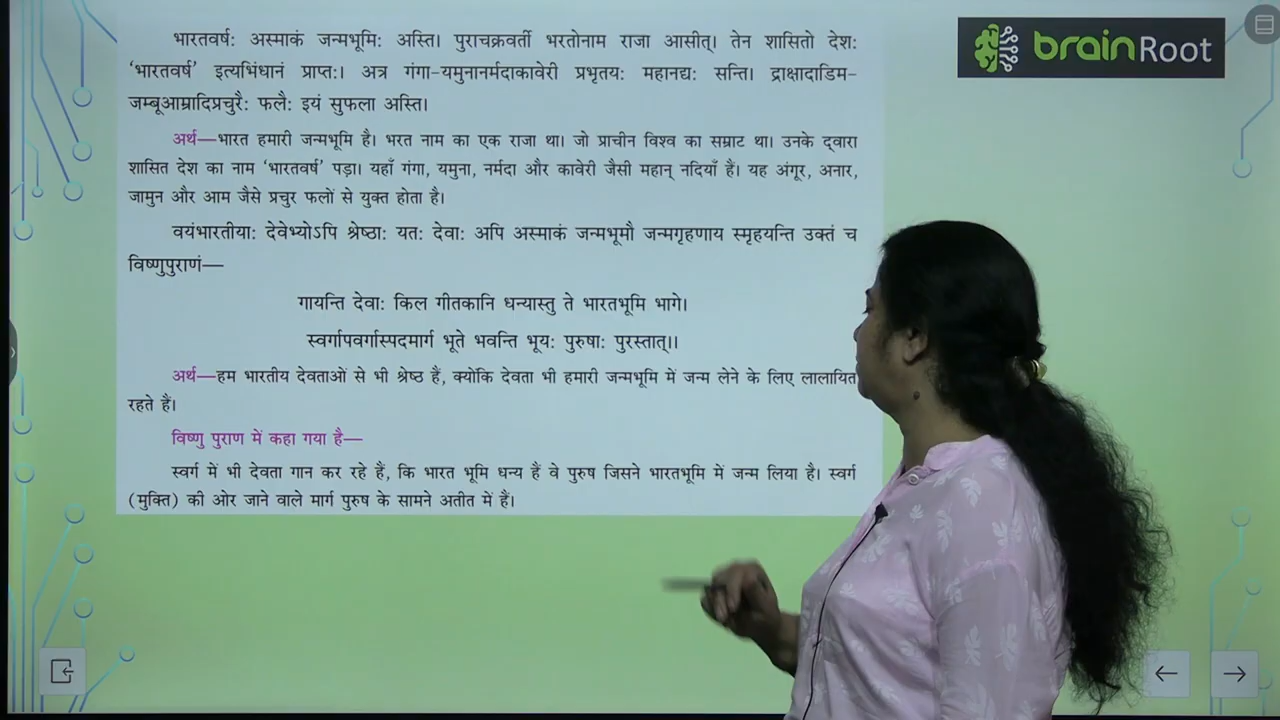 भारतवर्षः अस्माकं जन्मभूमिः अस्ति। पुराचक्रवर्ती भरतोनाम राजा आसीत्। तेन शासितो देशः
‘भारतवर्ष’ इत्यभिंधानं प्राप्तः। अत्र गंगा-यमुनानर्मदाकावेरी प्रभृतयः महानद्यः सन्ति। द्राक्षादाडिम-
जम्बूआम्रादिप्रचुरैः फलैः इयं सुफला अस्ति।
अर्थ—भारत हमारी जन्मभूमि है। भरत नाम का एक राजा था। जो प्राचीन विश्व का सम्राट था। उनके द्वारा
शासित देश का नाम ‘भारतवर्ष’ पड़ा। यहाँ गंगा, यमुना, नर्मदा और कावेरी जैसी महान् नदियाँ हैं। यह अंगूर, अनार,
जामुन और आम जैसे प्रचुर फलों से युक्त होता है।
वयंभारतीयाः देवेभ्योऽपि श्रेष्ठाः यतः देवाः अपि अस्माकं जन्मभूमौ जन्मगृहणाय स्मृहयन्ति उक्तं च
विष्णुपुराणं—
गायन्ति देवाः किल गीतकानि धन्यास्तु ते भारतभूमि भागे।
स्वर्गापवर्गास्पदमार्ग भूते भवन्ति भूयः पुरुषाः पुरस्तात्।।
अर्थ—हम भारतीय देवताओं से भी श्रेष्ठ हैं, क्योंकि देवता भी हमारी जन्मभूमि में जन्म लेने के लिए लालायित
रहते हैं।
विष्णु पुराण में कहा गया है—
स्वर्ग में भी देवता गान कर रहे हैं, कि भारत भूमि धन्य हैं वे पुरुष जिसने भारतभूमि में जन्म लिया है। स्वर्ग
(मुक्ति) की ओर जाने वाले मार्ग पुरुष के सामने अतीत में हैं।
brainRoot